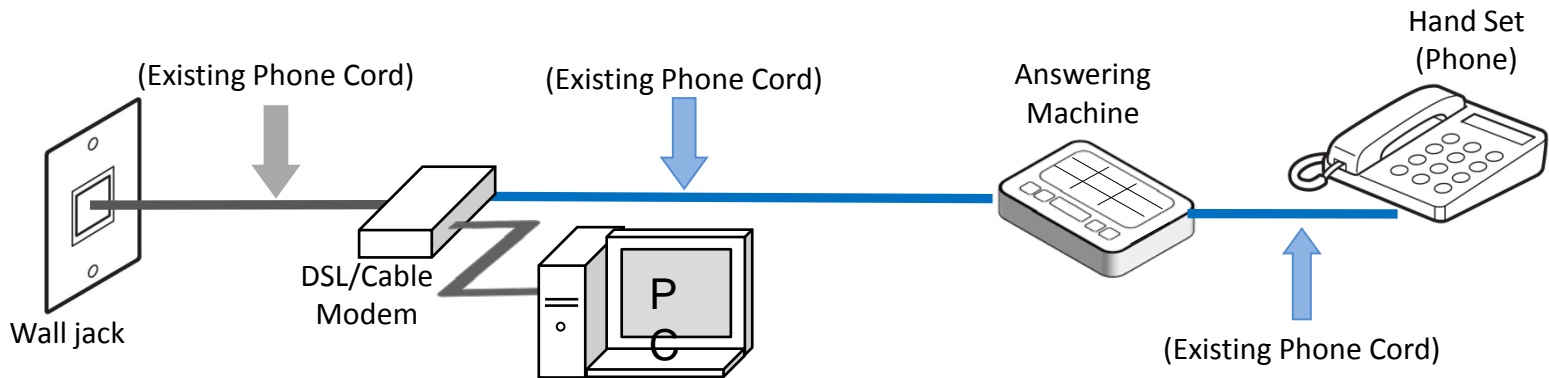 Hand Set
(Phone)
(Existing Phone Cord)
(Existing Phone Cord)
Answering
Machine
DSL/Cable
Modem
P
C
Wall jack
(Existing Phone Cord)